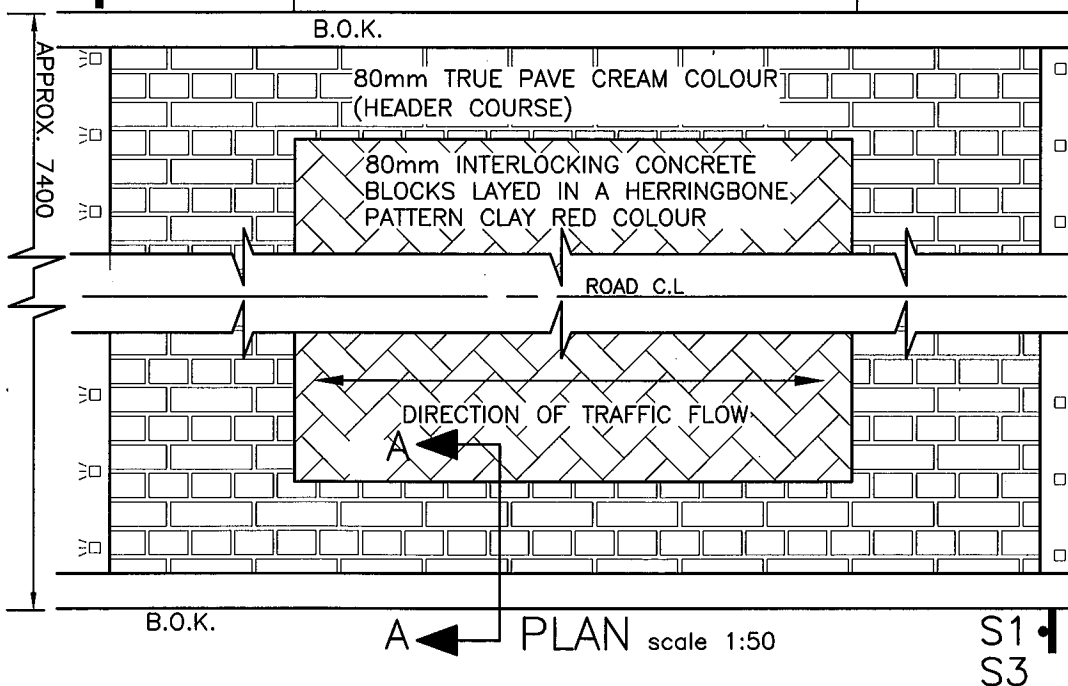 B.O.K.
APPROX. 7400
80mm TRUE PAVE CREAM COLOUR
(HEADER COURSE)
80mm INTERLOCKING CONCRETE
BLOCKS LAYED IN A HERRINGBONE
PATTERN CLAY RED COLOUR
ROAD C.L
DIRECTION OF TRAFFIC FLOW
A
B.O.K.
A PLAN scale 1:50
S1
S3